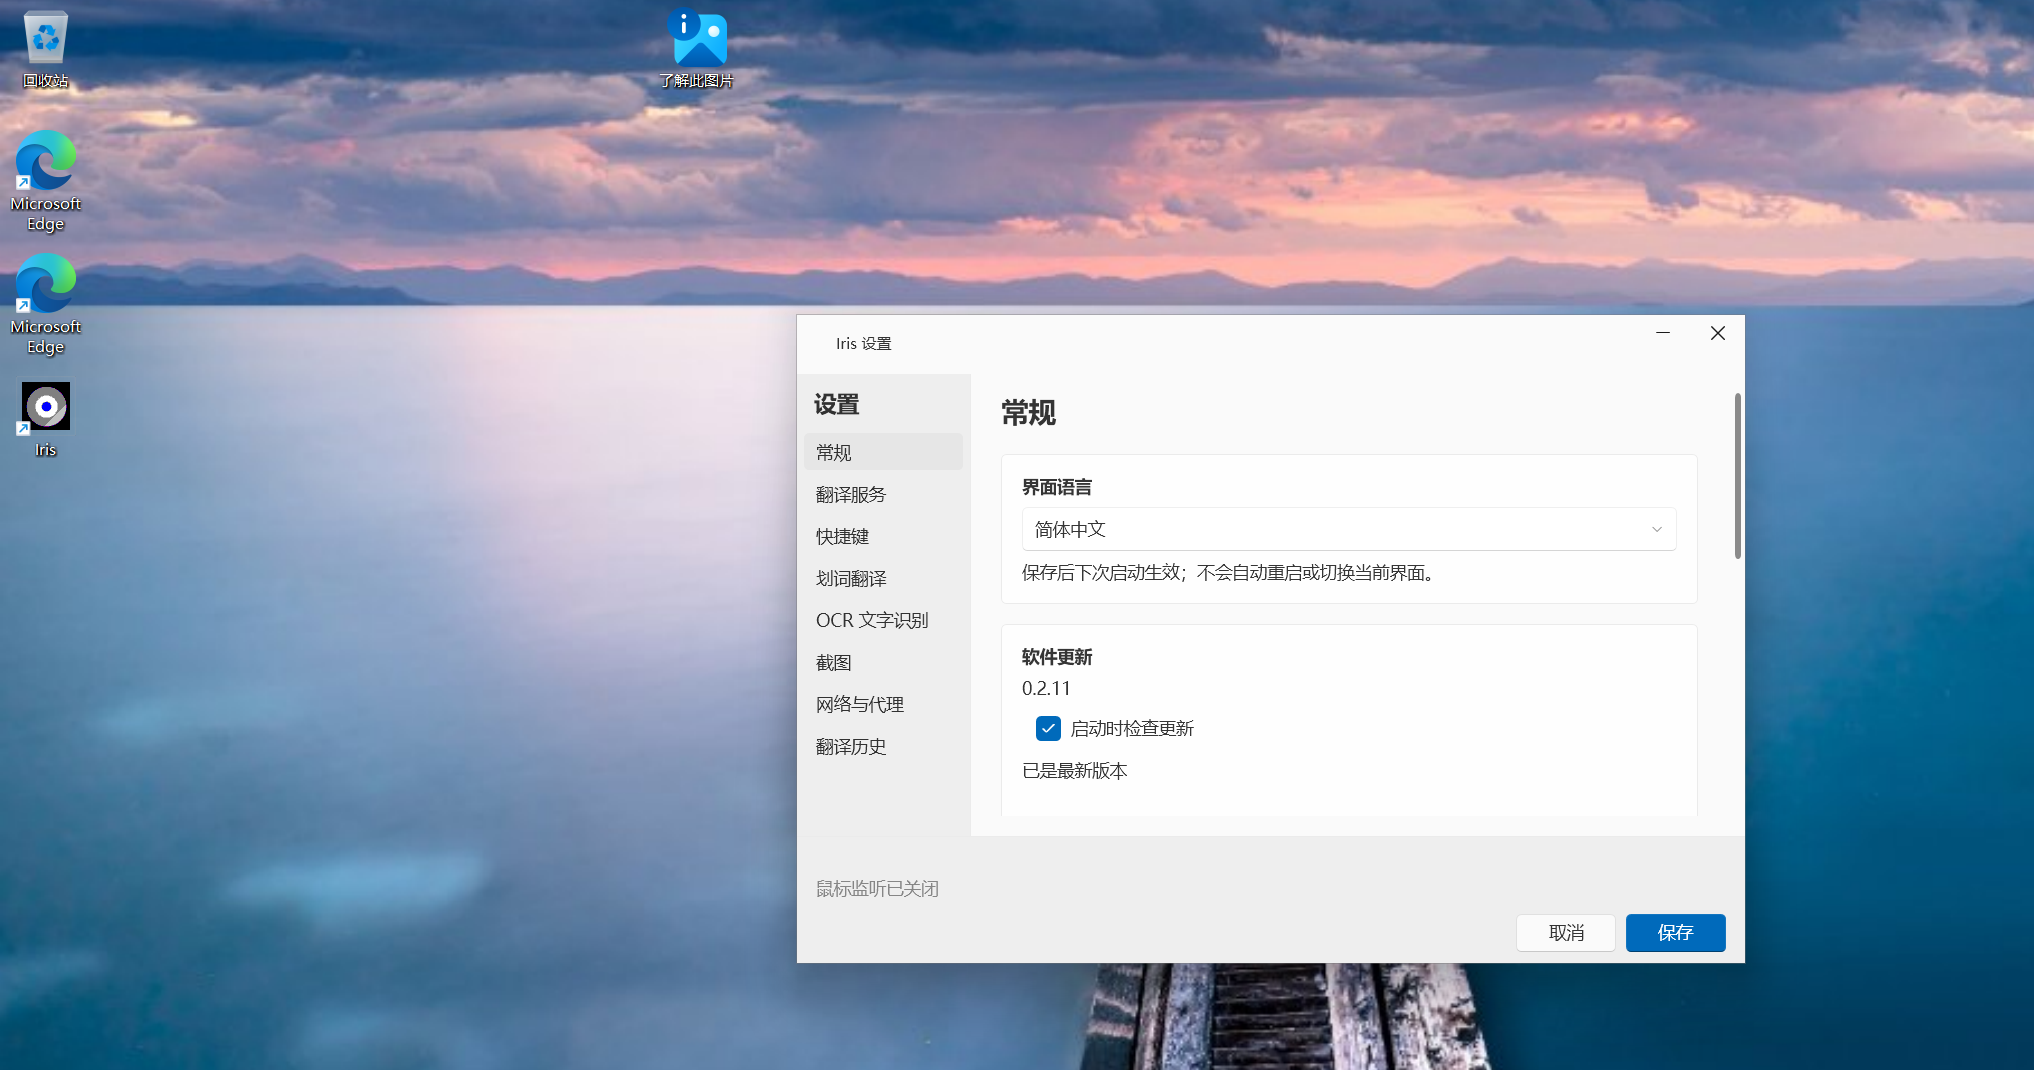 回收站
了解此图片
Microsoft
Edge
Microsoft
Edge
Iris
Iris 设置
设置
常规
翻译服务
快捷键
划词翻译
OCR 文字识别
截图
网络与代理
翻译历史
常规
界面语言
简体中文
保存后下次启动生效；不会自动重启或切换当前界面。
软件更新
0.2.11
启动时检查更新
已是最新版本
鼠标监听已关闭
取消
保存